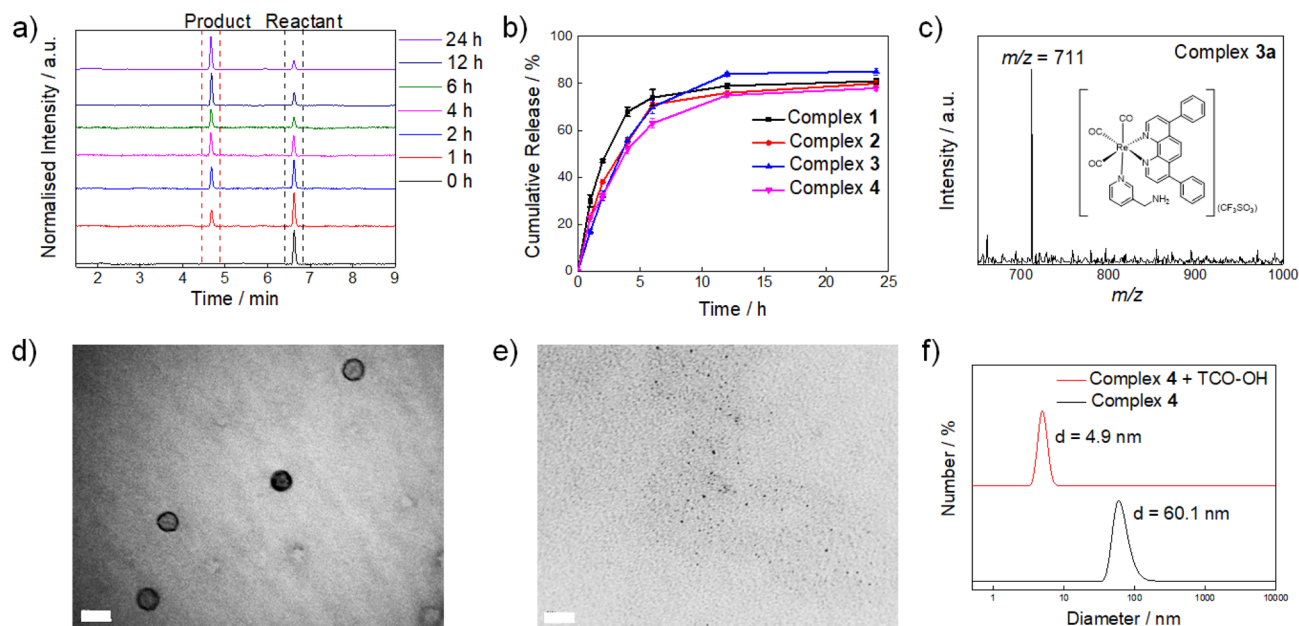 a)
Product Reactant
24 h
12 h
6 h
4 h
2 h
1 h
0 h
Normalised Intensity / a.u.
2 3 4 5 6 7 8 9
Time / min
b)
100
80
60
40
20
0
Cumulative Release / %
Complex 1
Complex 2
Complex 3
Complex 4
0 5 10 15 20 25
Time / h
c)
m/z = 711
Complex 3a
Intensity / a.u.
CO
CO
CO
Re
N
N
N
NH2
(CF3SO3)
700 800 900 1000
m/z
d)
e)
f)
Complex 4 + TCO-OH
Complex 4
d = 4.9 nm
d = 60.1 nm
Number / %
1 10 100 1000 10000
Diameter / nm